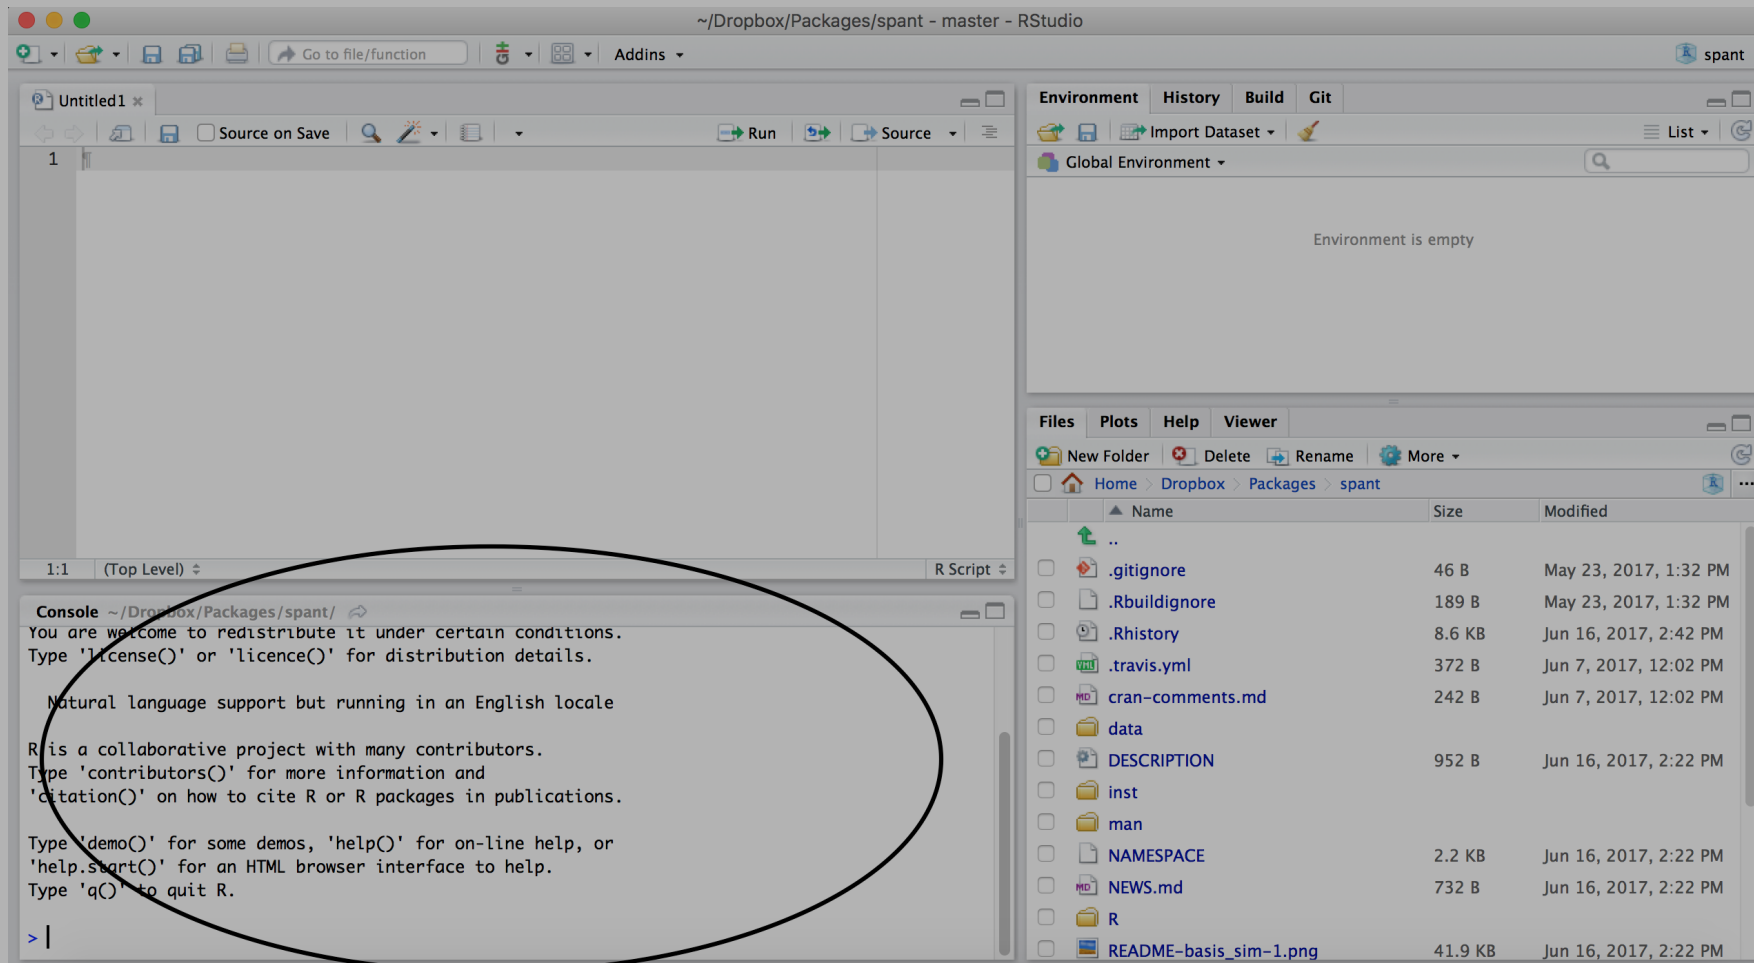 ~/Dropbox/Packages/spant - master - RStudio
Go to file/function
Addins
spant
Untitled1
Source on Save
Run
Source
1
1:1
(Top Level)
R Script
Console ~/Dropbox/Packages/spant/
You are welcome to redistribute it under certain conditions.
Type 'license()' or 'licence()' for distribution details.
Natural language support but running in an English locale
R is a collaborative project with many contributors.
Type 'contributors()' for more information and
'citation()' on how to cite R or R packages in publications.
Type 'demo()' for some demos, 'help()' for on-line help, or
'help.start()' for an HTML browser interface to help.
Type 'q()' to quit R.
>
Environment History Build Git
Import Dataset
List
Global Environment
Environment is empty
Files Plots Help Viewer
New Folder Delete Rename More
Home Dropbox Packages spant
Name Size Modified
..
.gitignore 46 B May 23, 2017, 1:32 PM
.Rbuildignore 189 B May 23, 2017, 1:32 PM
.Rhistory 8.6 KB Jun 16, 2017, 2:42 PM
.travis.yml 372 B Jun 7, 2017, 12:02 PM
cran-comments.md 242 B Jun 7, 2017, 12:02 PM
data
DESCRIPTION 952 B Jun 16, 2017, 2:22 PM
inst
man
NAMESPACE 2.2 KB Jun 16, 2017, 2:22 PM
NEWS.md 732 B Jun 16, 2017, 2:22 PM
R
README-basis_sim-1.png 41.9 KB Jun 16, 2017, 2:22 PM